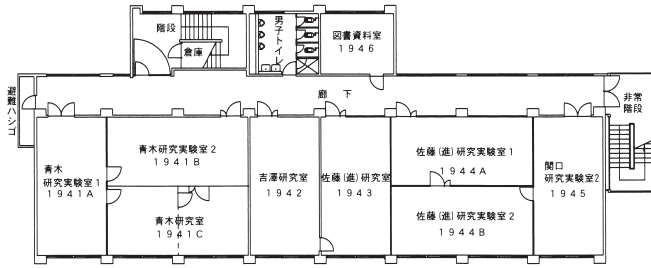 階段
倉庫
男子トイレ
図書資料室
1946
避難ハシゴ
廊下
非常
階段
青木
研究実験室1
1941A
青木研究実験室2
1941B
青木研究室
1941C
吉澤研究室
1942
佐藤(進)研究室
1943
佐藤(進)研究実験室1
1944A
佐藤(進)研究実験室2
1944B
関口
研究実験室2
1945